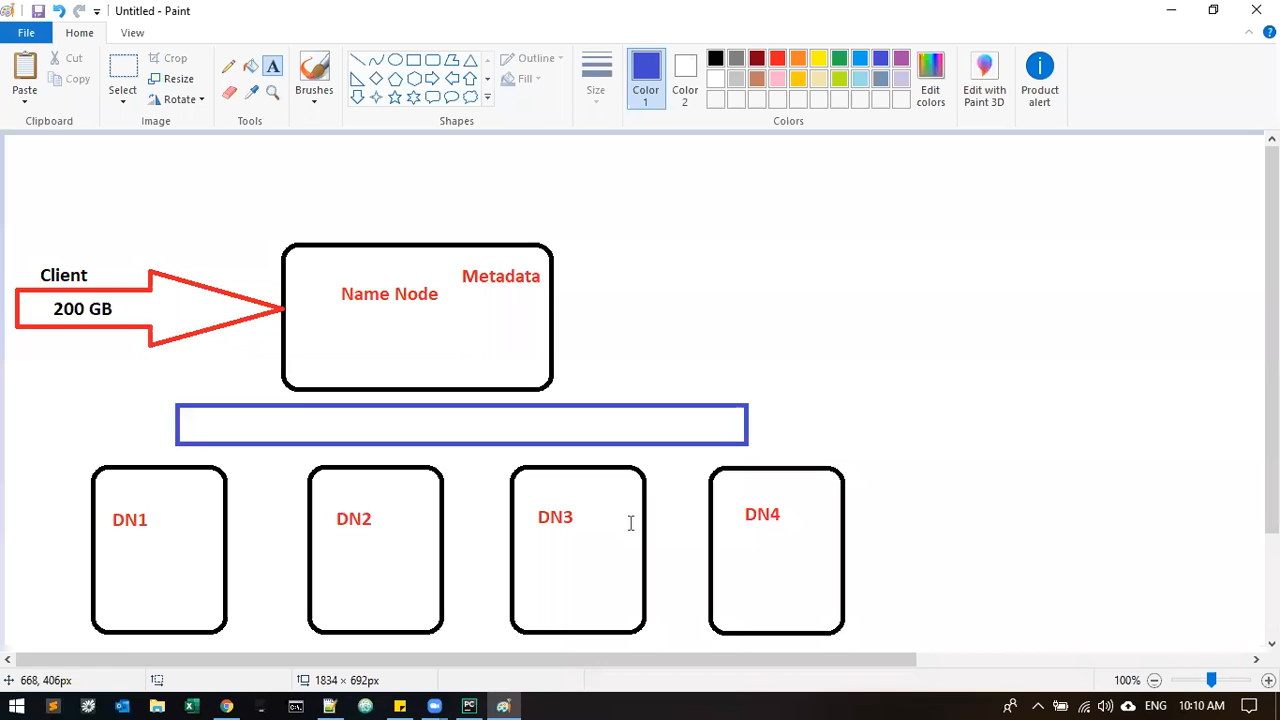 Untitled - Paint
File
Home
View
Paste
Cut
Copy
Clipboard
Select
Crop
Resize
Rotate
Image
Tools
Brushes
Outline
Fill
Shapes
Size
Color 1
Color 2
Edit colors
Colors
Edit with Paint 3D
Product alert
Client
200 GB
Name Node
Metadata
DN1
DN2
DN3
DN4
668, 406px
1834 × 692px
100%
ENG
10:10 AM